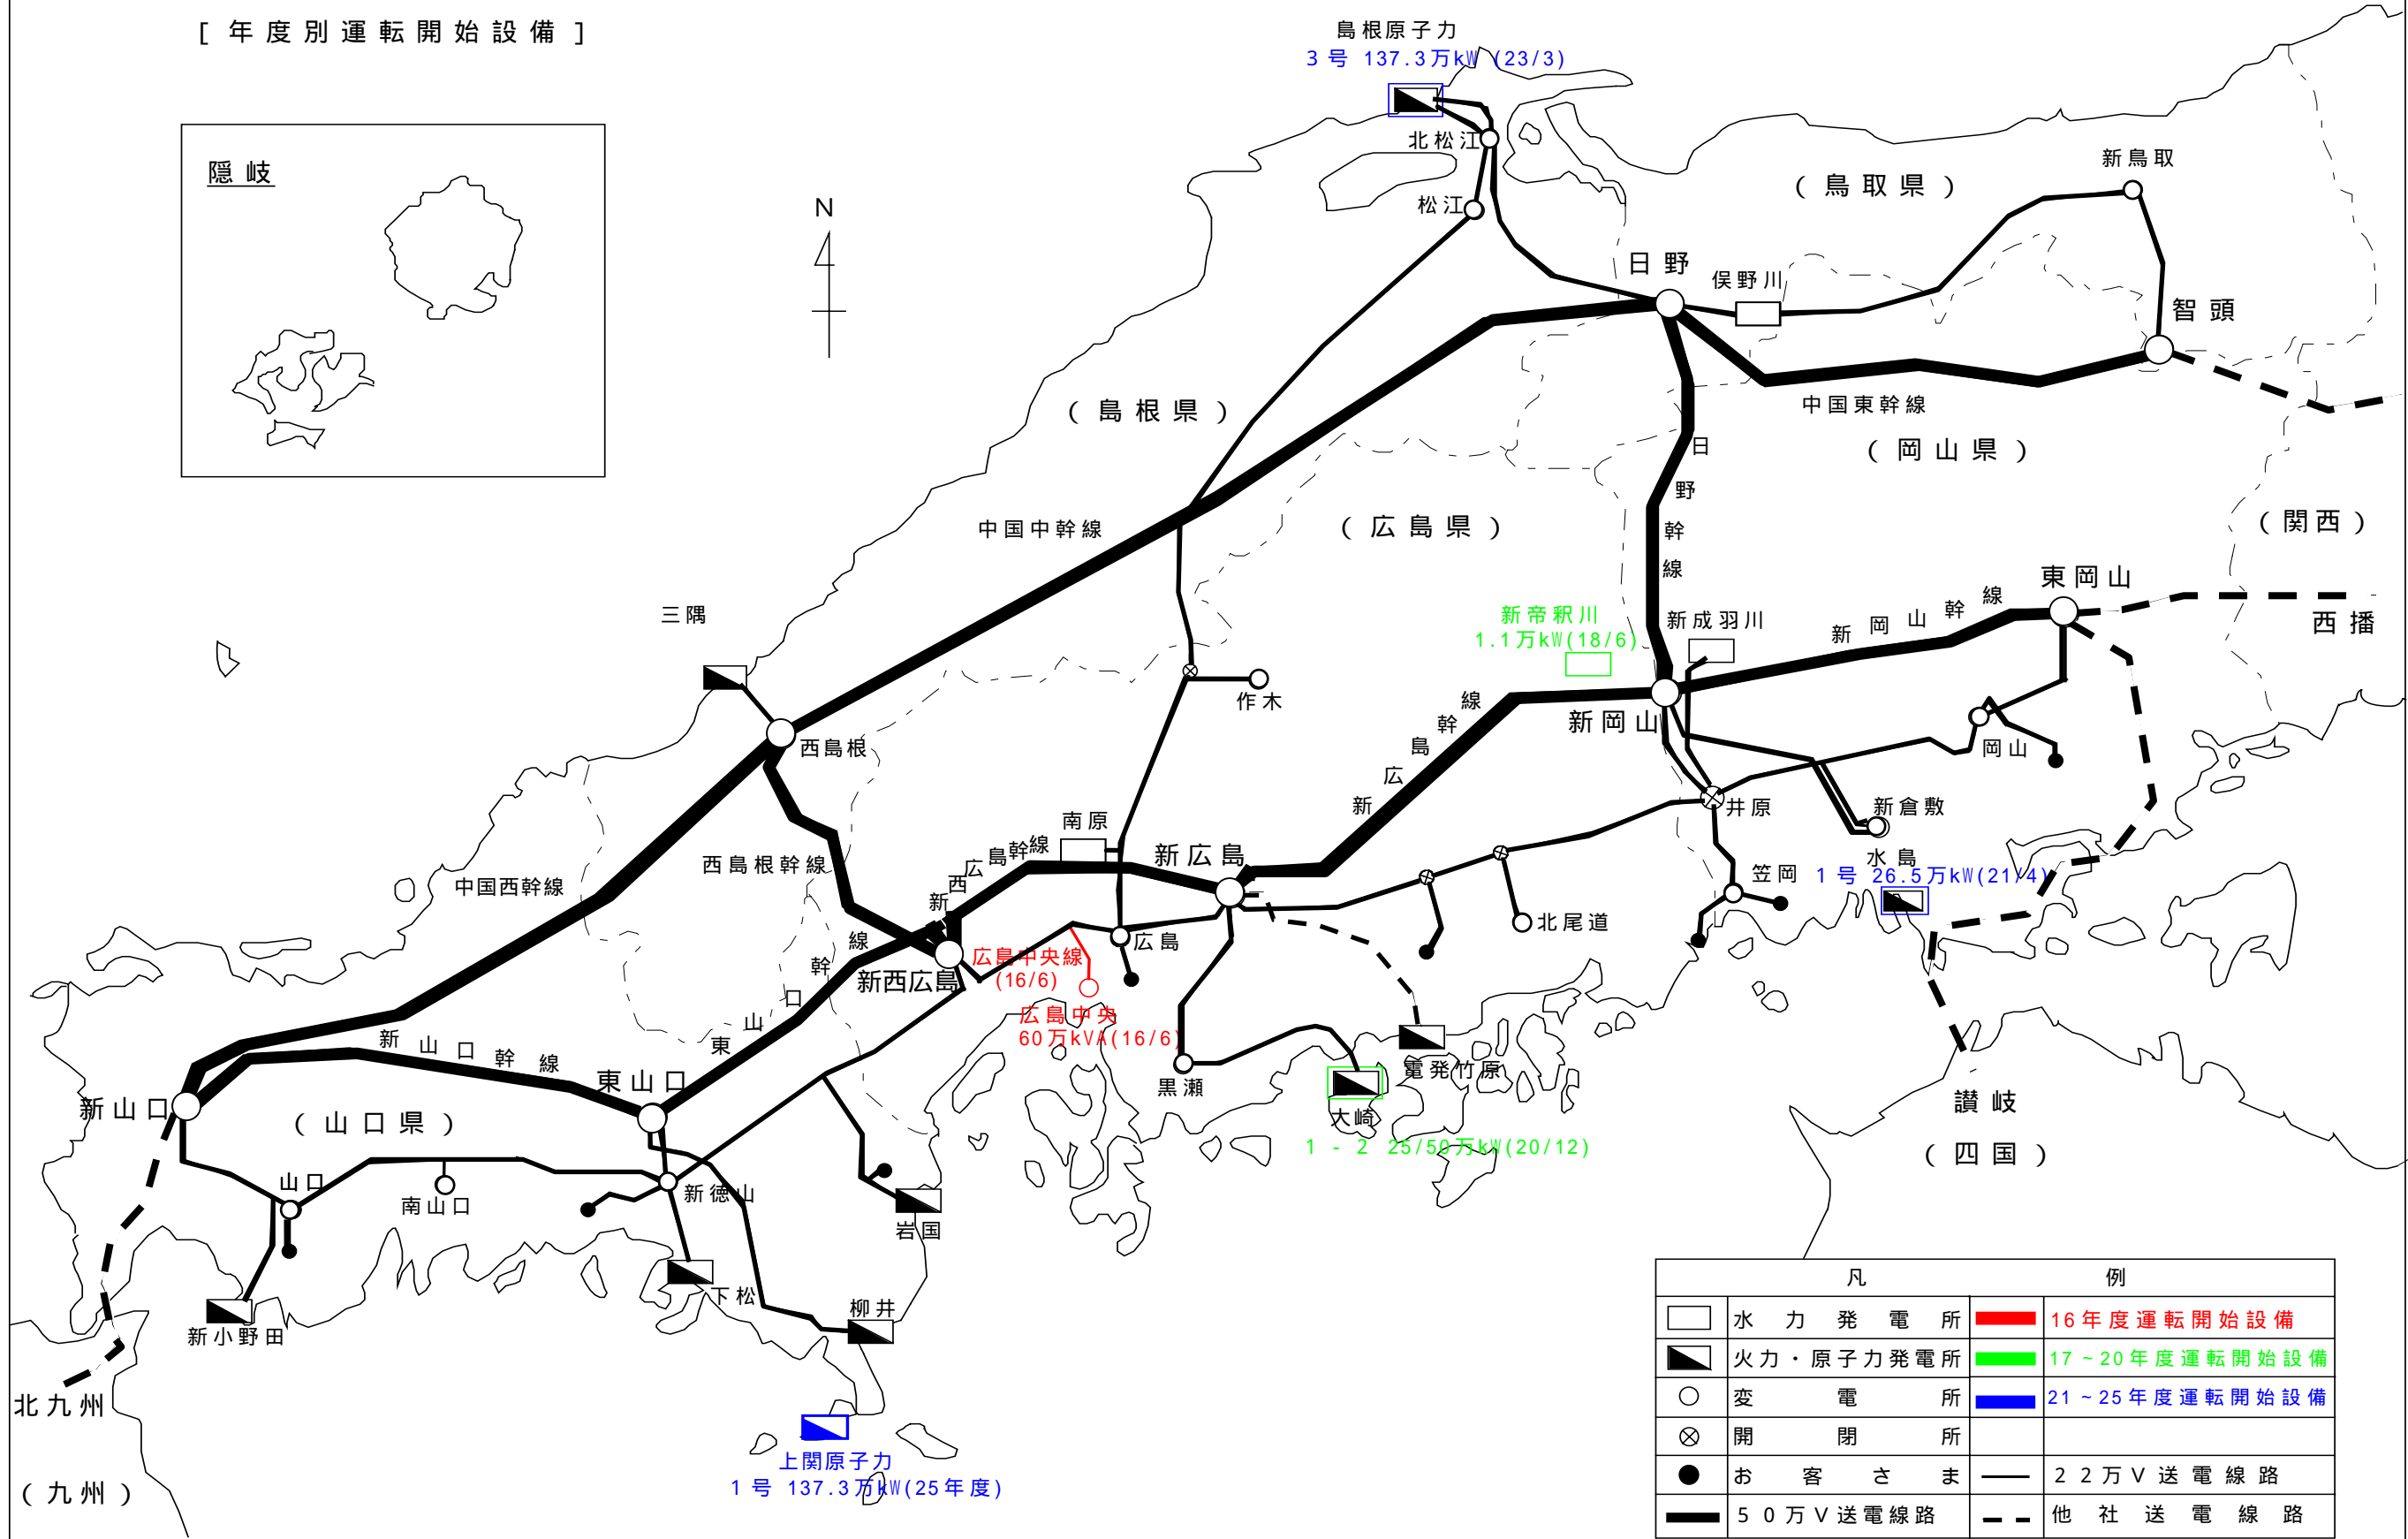 [ 年度別運転開始設備 ]
島根原子力
3号 137.3万kW (23/3)
隠岐
N
北松江
松江
新鳥取
(鳥取県)
日野
俣野川
智頭
(島根県)
中国東幹線
(岡山県)
日野幹線
中国中幹線
(広島県)
(関西)
東岡山
西播
三隅
新帝釈川
1.1万kW(18/6)
新成羽川
新岡山幹線
作木
新岡山
西島根
岡山
新広島幹線
井原
新倉敷
南原
新広島
水島
1号 26.5万kW(21/4)
西島根幹線
新西広島幹線
中国西幹線
笠岡
北尾道
広島
新西広島
広島中央線
(16/6)
広島中央
60万kVA(16/6)
東山口幹線
新山口幹線
電発竹原
東山口
黒瀬
大崎
1 - 2 25/50万kW(20/12)
新山口
(山口県)
讃岐
(四国)
山口
南山口
新徳山
岩国
下松
柳井
新小野田
北九州
(九州)
上関原子力
1号 137.3万kW(25年度)
凡例
水力発電所
16年度運転開始設備
火力・原子力発電所
17~20年度運転開始設備
変電所
21~25年度運転開始設備
開閉所
お客さま
22万V送電線路
50万V送電線路
他社送電線路